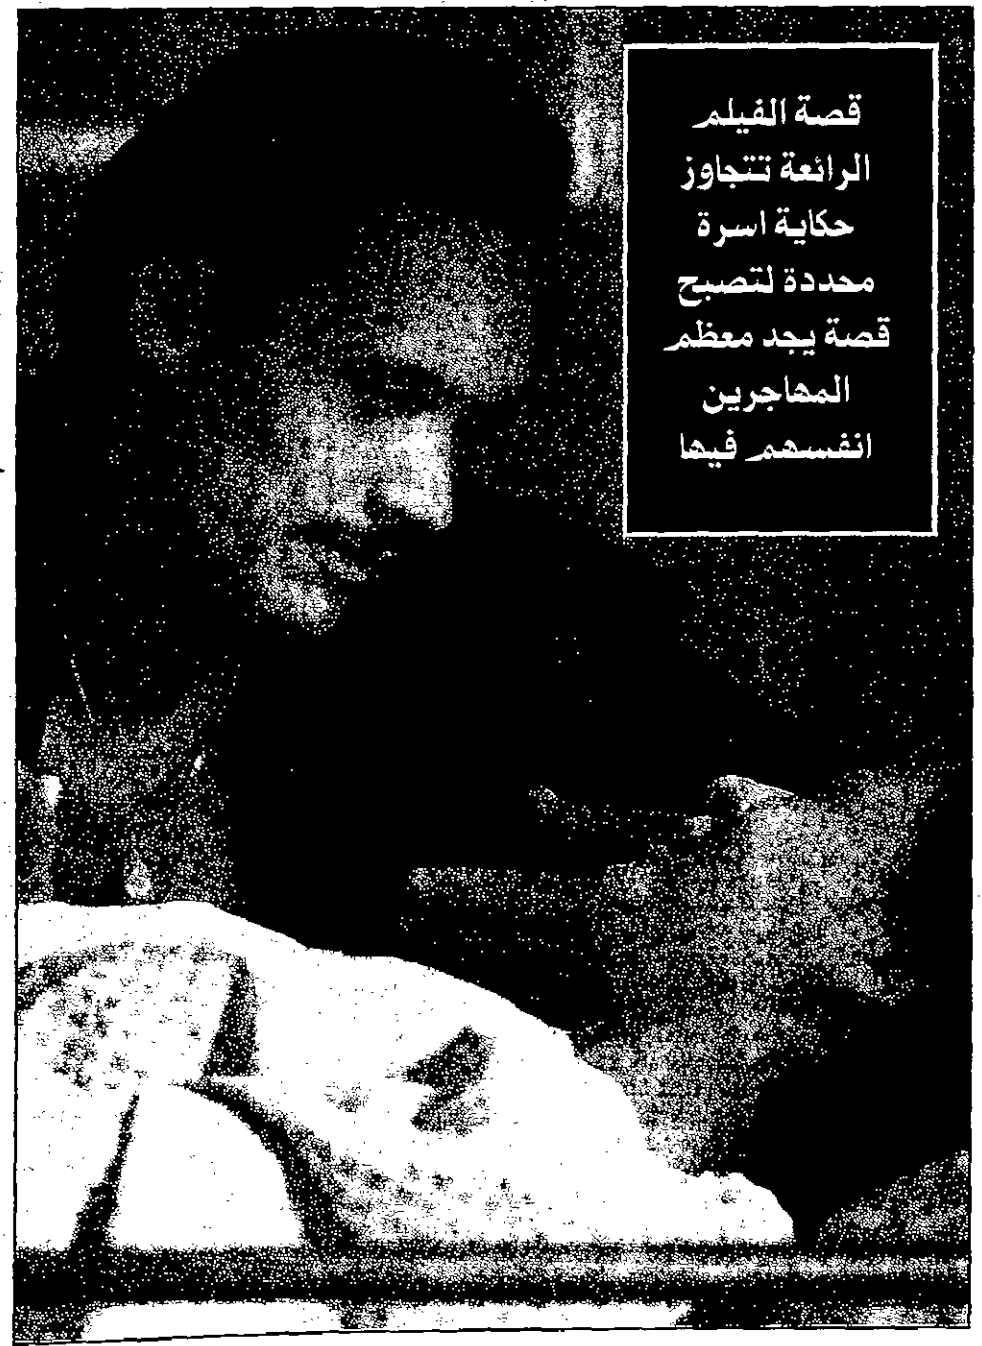 قصة الفيلم
الرائعة تتجاوز
حكاية اسرة
محددة لتصبح
قصة يجد معظم
المهاجرين
انفسهم فيها